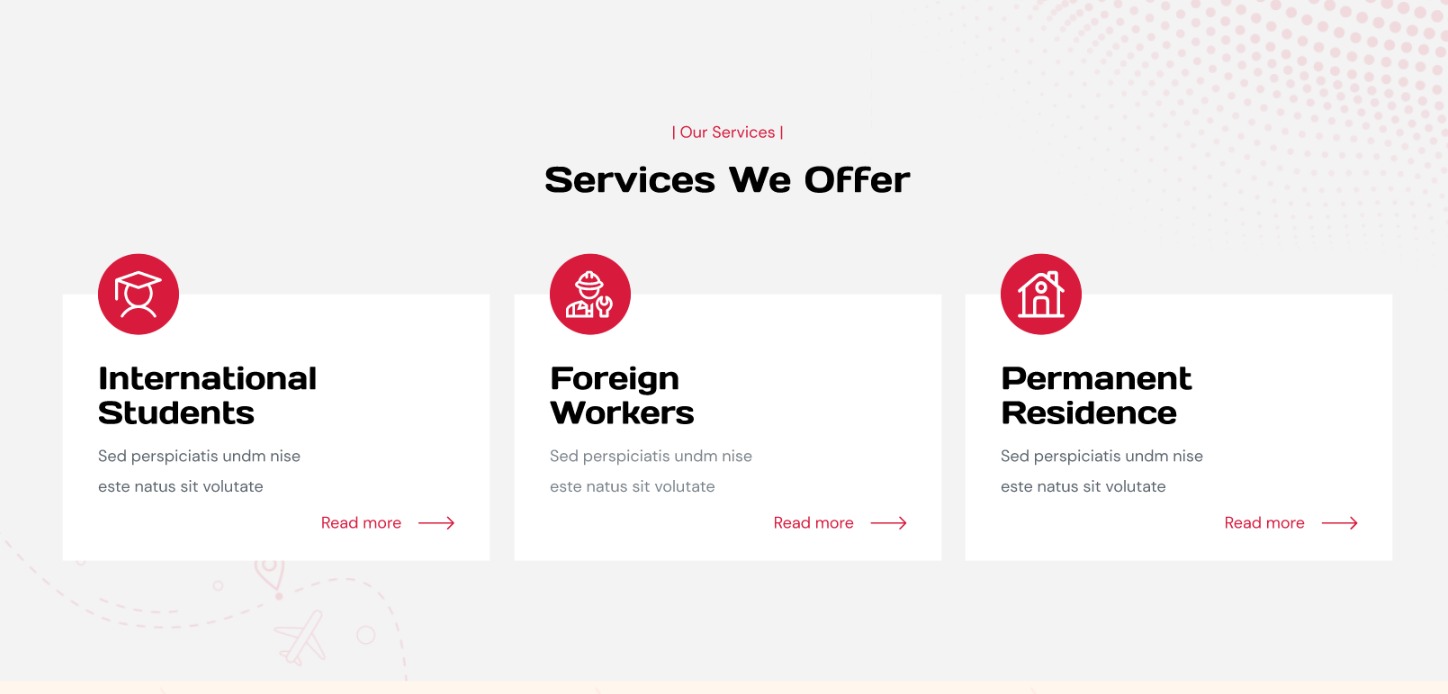 | Our Services |
Services We Offer
International
Students
Sed perspiciatis undm nise
este natus sit volutate
Read more
Foreign
Workers
Sed perspiciatis undm nise
este natus sit volutate
Read more
Permanent
Residence
Sed perspiciatis undm nise
este natus sit volutate
Read more